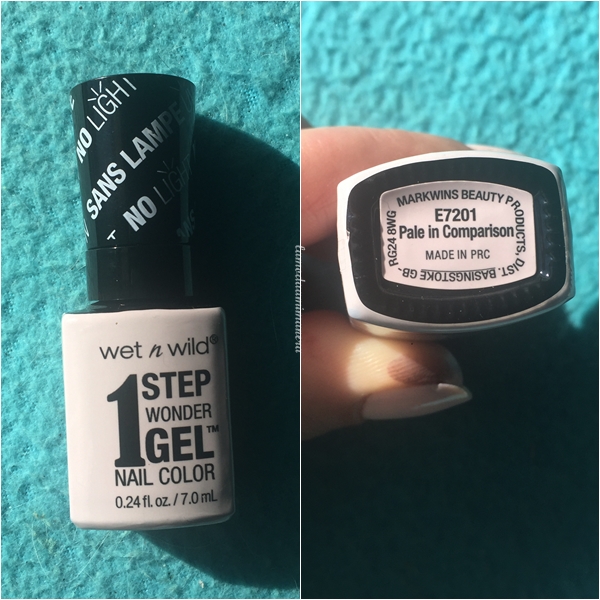 NO LIGHT
SANS LAMPE
NO LIGHT
wet n wild®
1 STEP
WONDER
GEL™
NAIL COLOR
0.24 fl. oz. / 7.0 mL
MARKWINS BEAUTY PRODUCTS, DIST. BASINGSTOKE GB-RG24 8WG
E7201
Pale in Comparison
MADE IN PRC